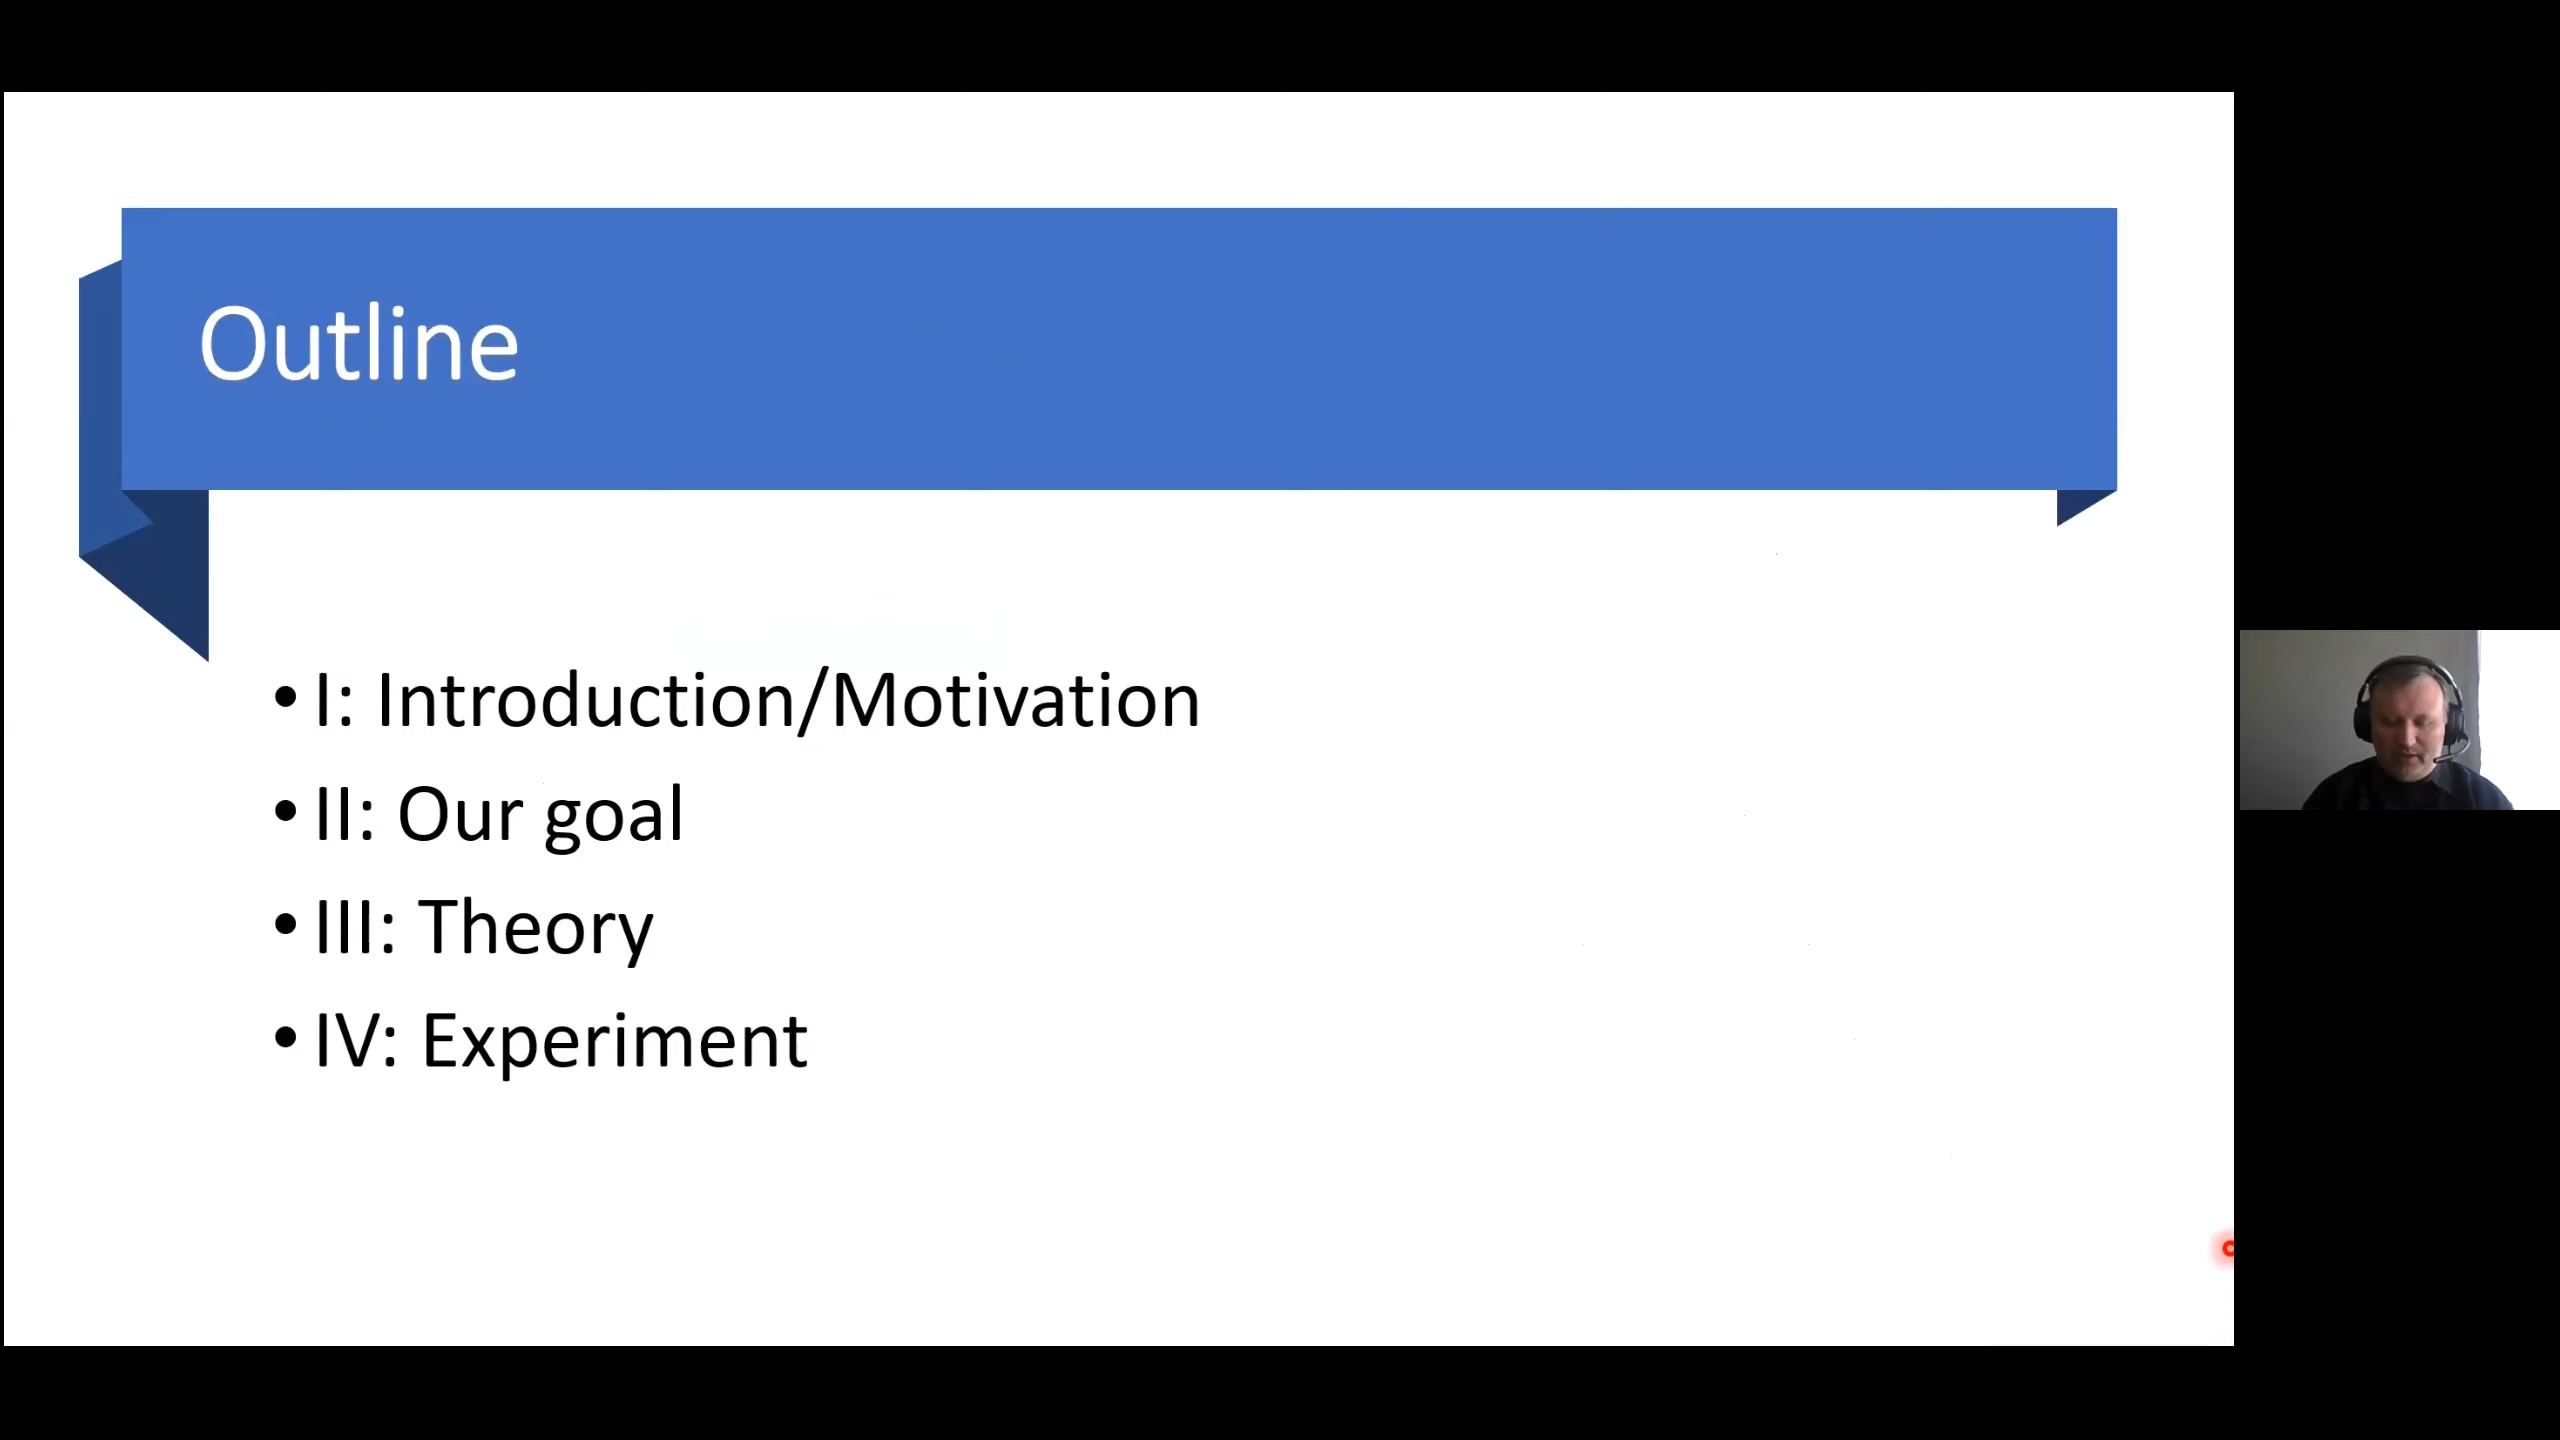 Outline
• I: Introduction/Motivation
• II: Our goal
• III: Theory
• IV: Experiment